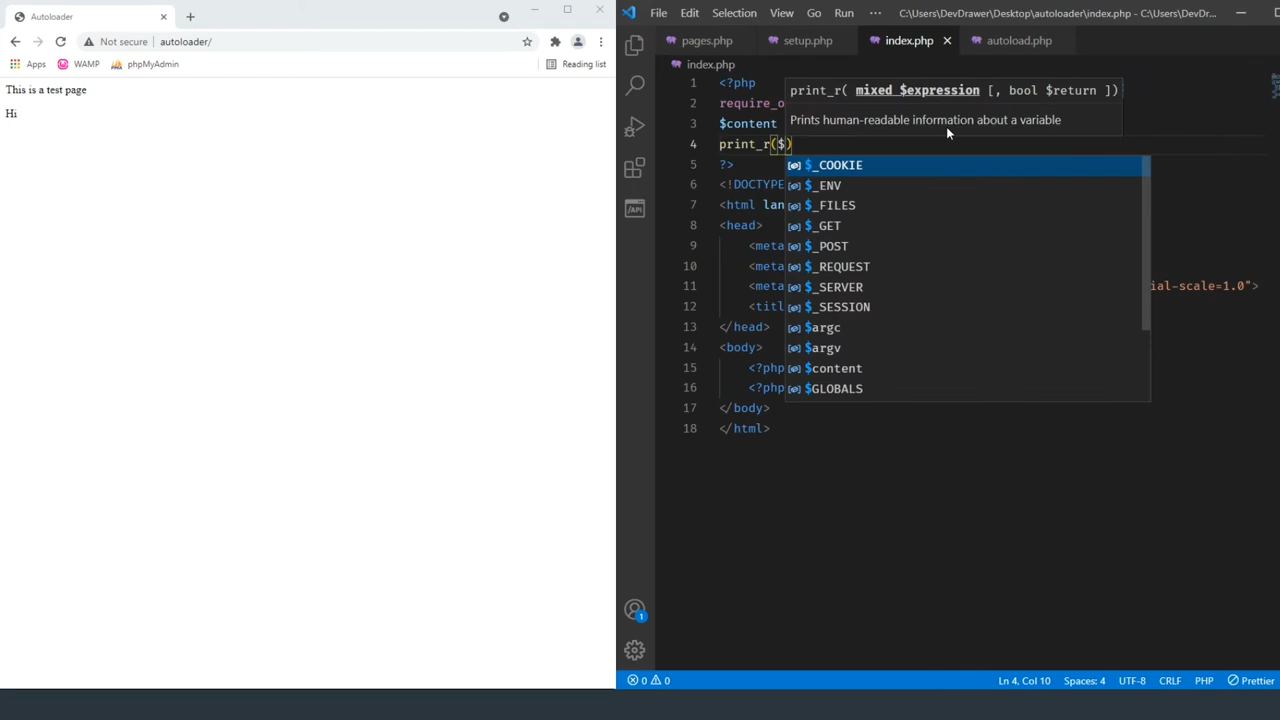 Autoloader
Not secure autoloader/
Apps WAMP phpMyAdmin Reading list
This is a test page
Hi
File Edit Selection View Go Run ··· C:\Users\DevDrawer\Desktop\autoloader\index.php - C:\Users\DevDr...
pages.php setup.php index.php autoload.php
index.php
1 <?php
print_r( mixed $expression [, bool $return ])
2 require_o
Prints human-readable information about a variable
3 $content
4 print_r($)
5 ?>
$_COOKIE
6 <!DOCTYPE
$_ENV
7 <html lan
$_FILES
8 <head>
$_GET
9 <meta
$_POST
10 <meta
$_REQUEST
11 <meta
$_SERVER
ial-scale=1.0">
12 <titl
$_SESSION
13 </head>
$argc
14 <body>
$argv
15 <?php
$content
16 <?php
$GLOBALS
17 </body>
18 </html>
/API
1
0 0 Ln 4, Col 10 Spaces: 4 UTF-8 CRLF PHP Prettier